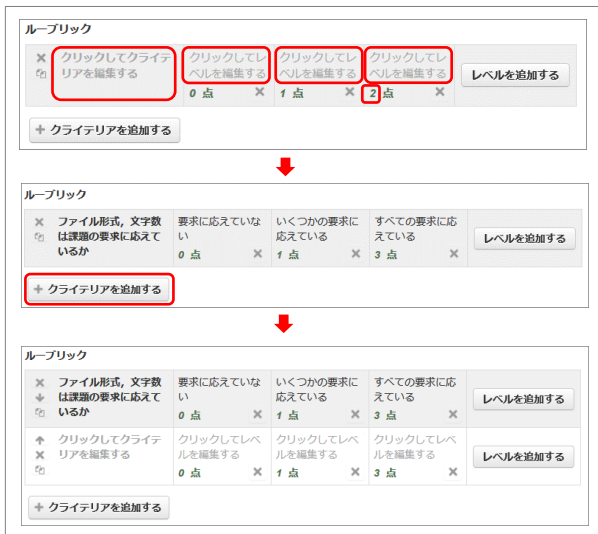 ルーブリック
クリックしてクライテ クリックしてレ クリックしてレ クリックしてレ
リアを編集する ベルを編集する ベルを編集する ベルを編集する レベルを追加する
0 点 1 点 2 点
+ クライテリアを追加する
ルーブリック
ファイル形式，文字数 要求に応えていな いくつかの要求に すべての要求に応
は課題の要求に応えて い 応えている えている レベルを追加する
いるか 0 点 1 点 3 点
+ クライテリアを追加する
ルーブリック
ファイル形式，文字数 要求に応えていな いくつかの要求に すべての要求に応
は課題の要求に応えて い 応えている えている レベルを追加する
いるか 0 点 1 点 3 点
クリックしてクライテ クリックしてレベ クリックしてレベ クリックしてレベ
リアを編集する ルを編集する ルを編集する ルを編集する レベルを追加する
0 点 1 点 3 点
+ クライテリアを追加する